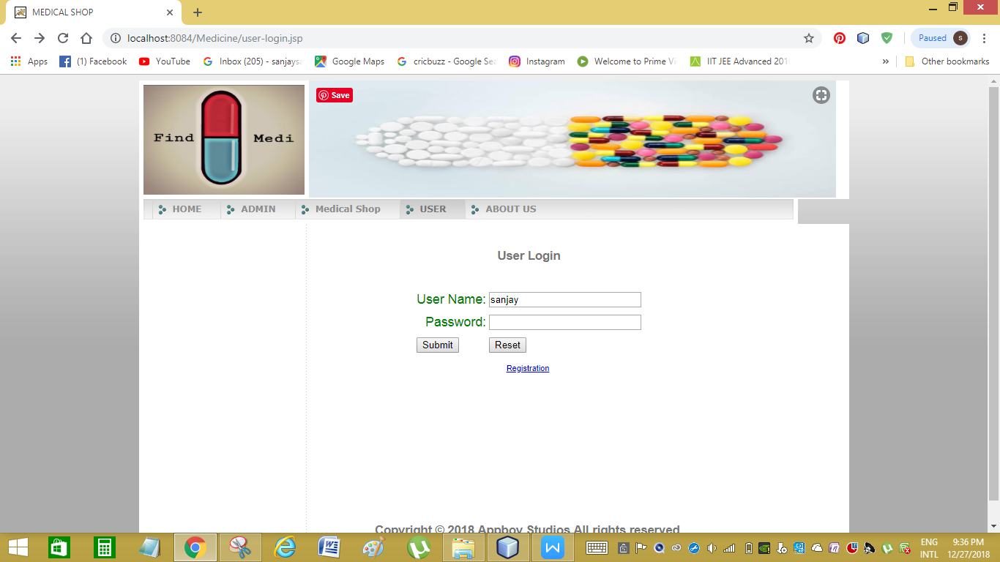 MEDICAL SHOP
localhost:8084/Medicine/user-login.jsp
Paused S
Apps (1) Facebook YouTube Inbox (205) - sanjaysa Google Maps cricbuzz - Google Sea Instagram Welcome to Prime Vi IIT JEE Advanced 201 » Other bookmarks
Save
Find Medi
HOME ADMIN Medical Shop USER ABOUT US
User Login
User Name: sanjay
Password:
Submit Reset
Registration
Copyright © 2018 Appboy Studios All rights reserved
ENG 9:36 PM
INTL 12/27/2018